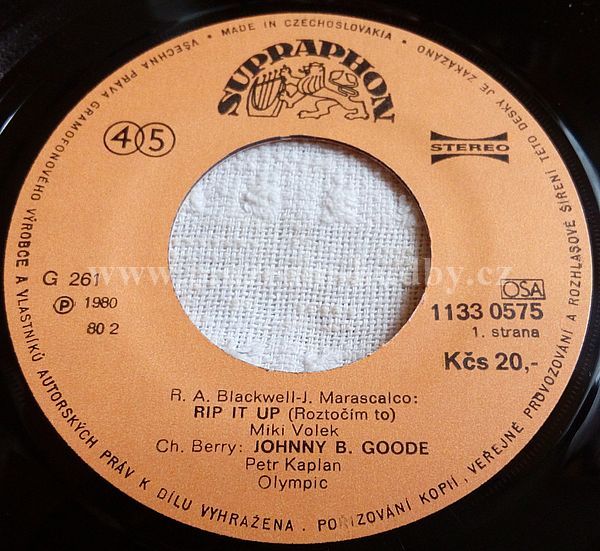 VŠECHNA PRÁVA GRAMOFONOVÉHO VÝROBCE A VLASTNÍKŮ AUTORSKÝCH PRÁV K DÍLU VYHRAŽENA . POŘIZOVÁNÍ KOPIÍ, VEŘEJNÉ PROVOZOVÁNÍ A ROZHLASOVÉ ŠÍŘENÍ TÉTO DESKY JE ZAKÁZÁNO
• MADE IN CZECHOSLOVAKIA •
SUPRAPHON
45
STEREO
G 261
℗ 1980
80 2
OSA
1133 0575
1. strana
Kčs 20,-
R. A. Blackwell-J. Marascalco:
RIP IT UP (Roztočím to)
Miki Volek
Ch. Berry: JOHNNY B. GOODE
Petr Kaplan
Olympic